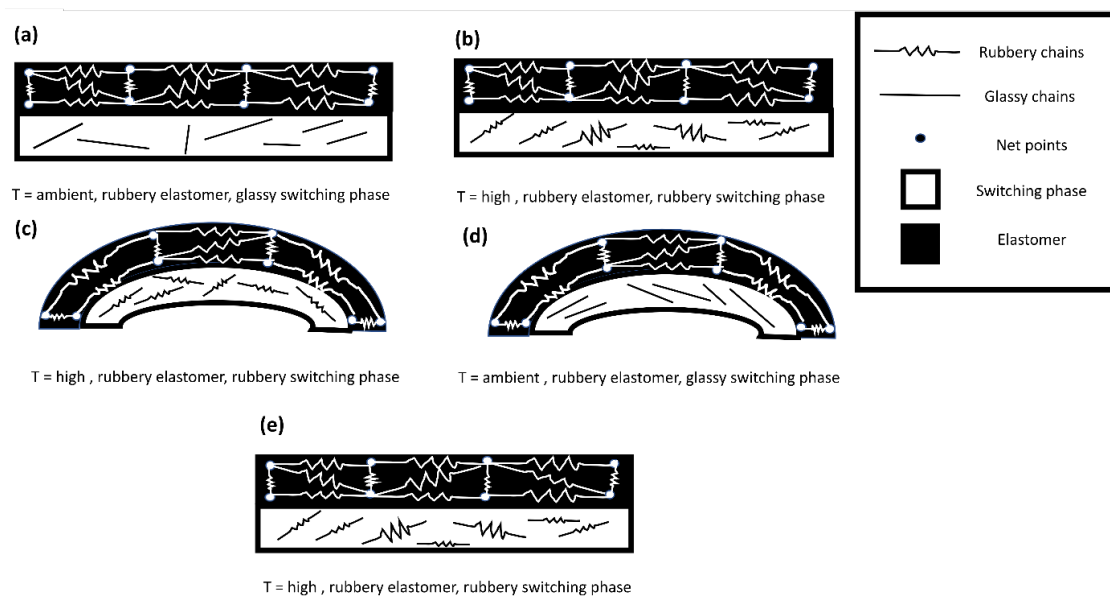 (a)
T = ambient, rubbery elastomer, glassy switching phase
(b)
T = high , rubbery elastomer, rubbery switching phase
(c)
T = high , rubbery elastomer, rubbery switching phase
(d)
T = ambient , rubbery elastomer, glassy switching phase
(e)
T = high , rubbery elastomer, rubbery switching phase
Rubbery chains
Glassy chains
Net points
Switching phase
Elastomer